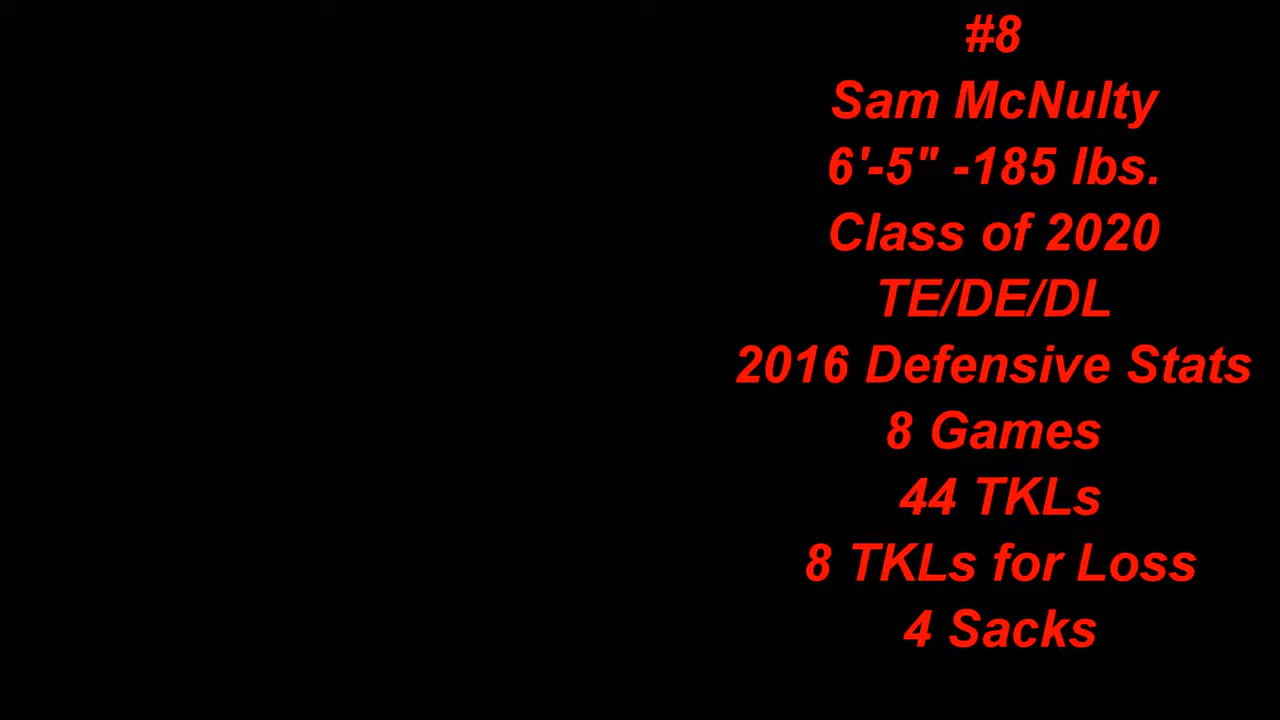 #8
Sam McNulty
6'-5" -185 lbs.
Class of 2020
TE/DE/DL
2016 Defensive Stats
8 Games
44 TKLs
8 TKLs for Loss
4 Sacks